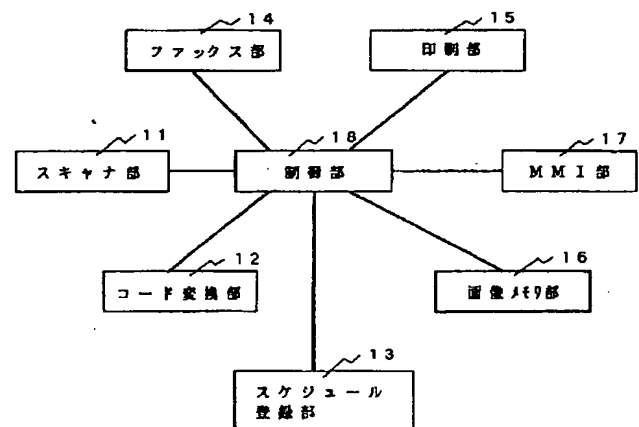 14
ファックス部
15
印刷部
11
スキャナ部
18
制御部
17
MMI部
12
コード変換部
16
画像メモリ部
13
スケジュール
登録部